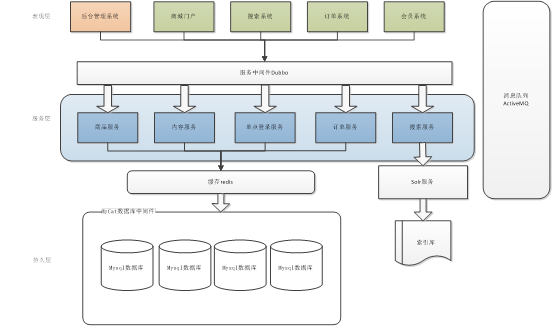 表现层
后台管理系统
商城门户
搜索系统
订单系统
会员系统
服务中间件Dubbo
消息队列
ActiveMQ
服务层
商品服务
内容服务
单点登录服务
订单服务
搜索服务
缓存redis
Solr服务
MyCat数据库中间件
索引库
持久层
Mysql数据库
Mysql数据库
Mysql数据库
Mysql数据库